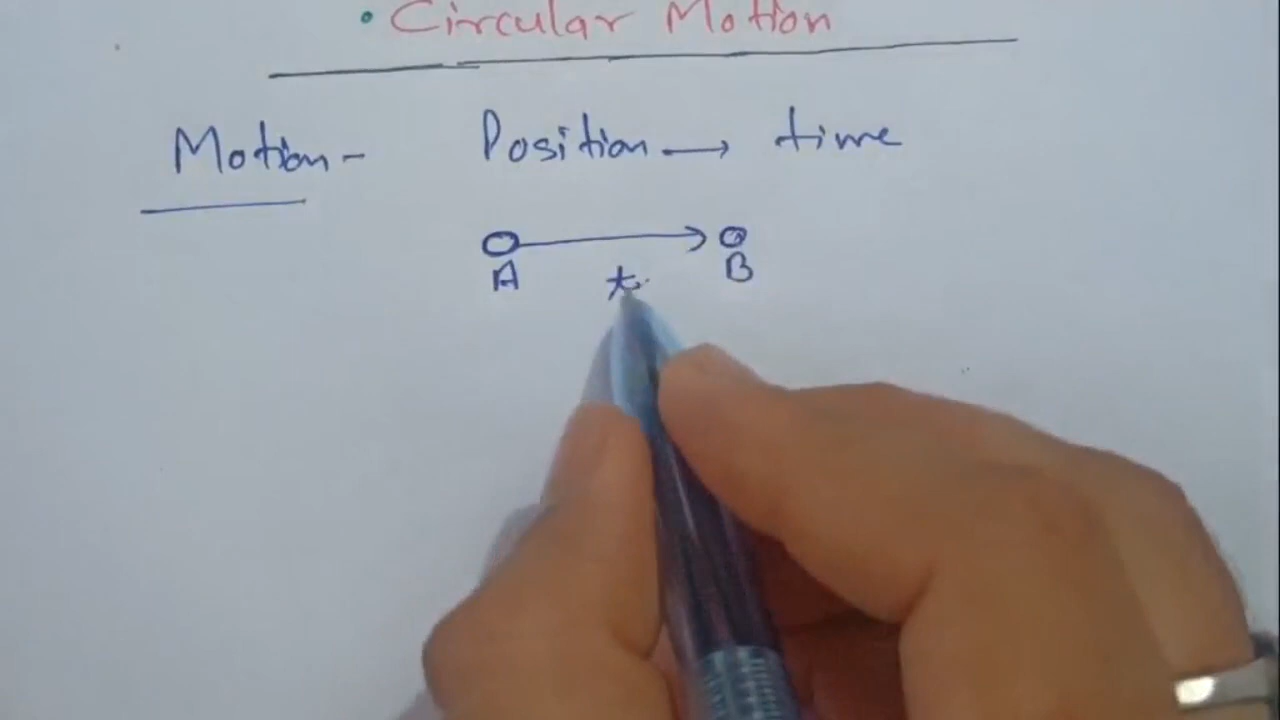 • Circular Motion
Motion - Position → time
A t B